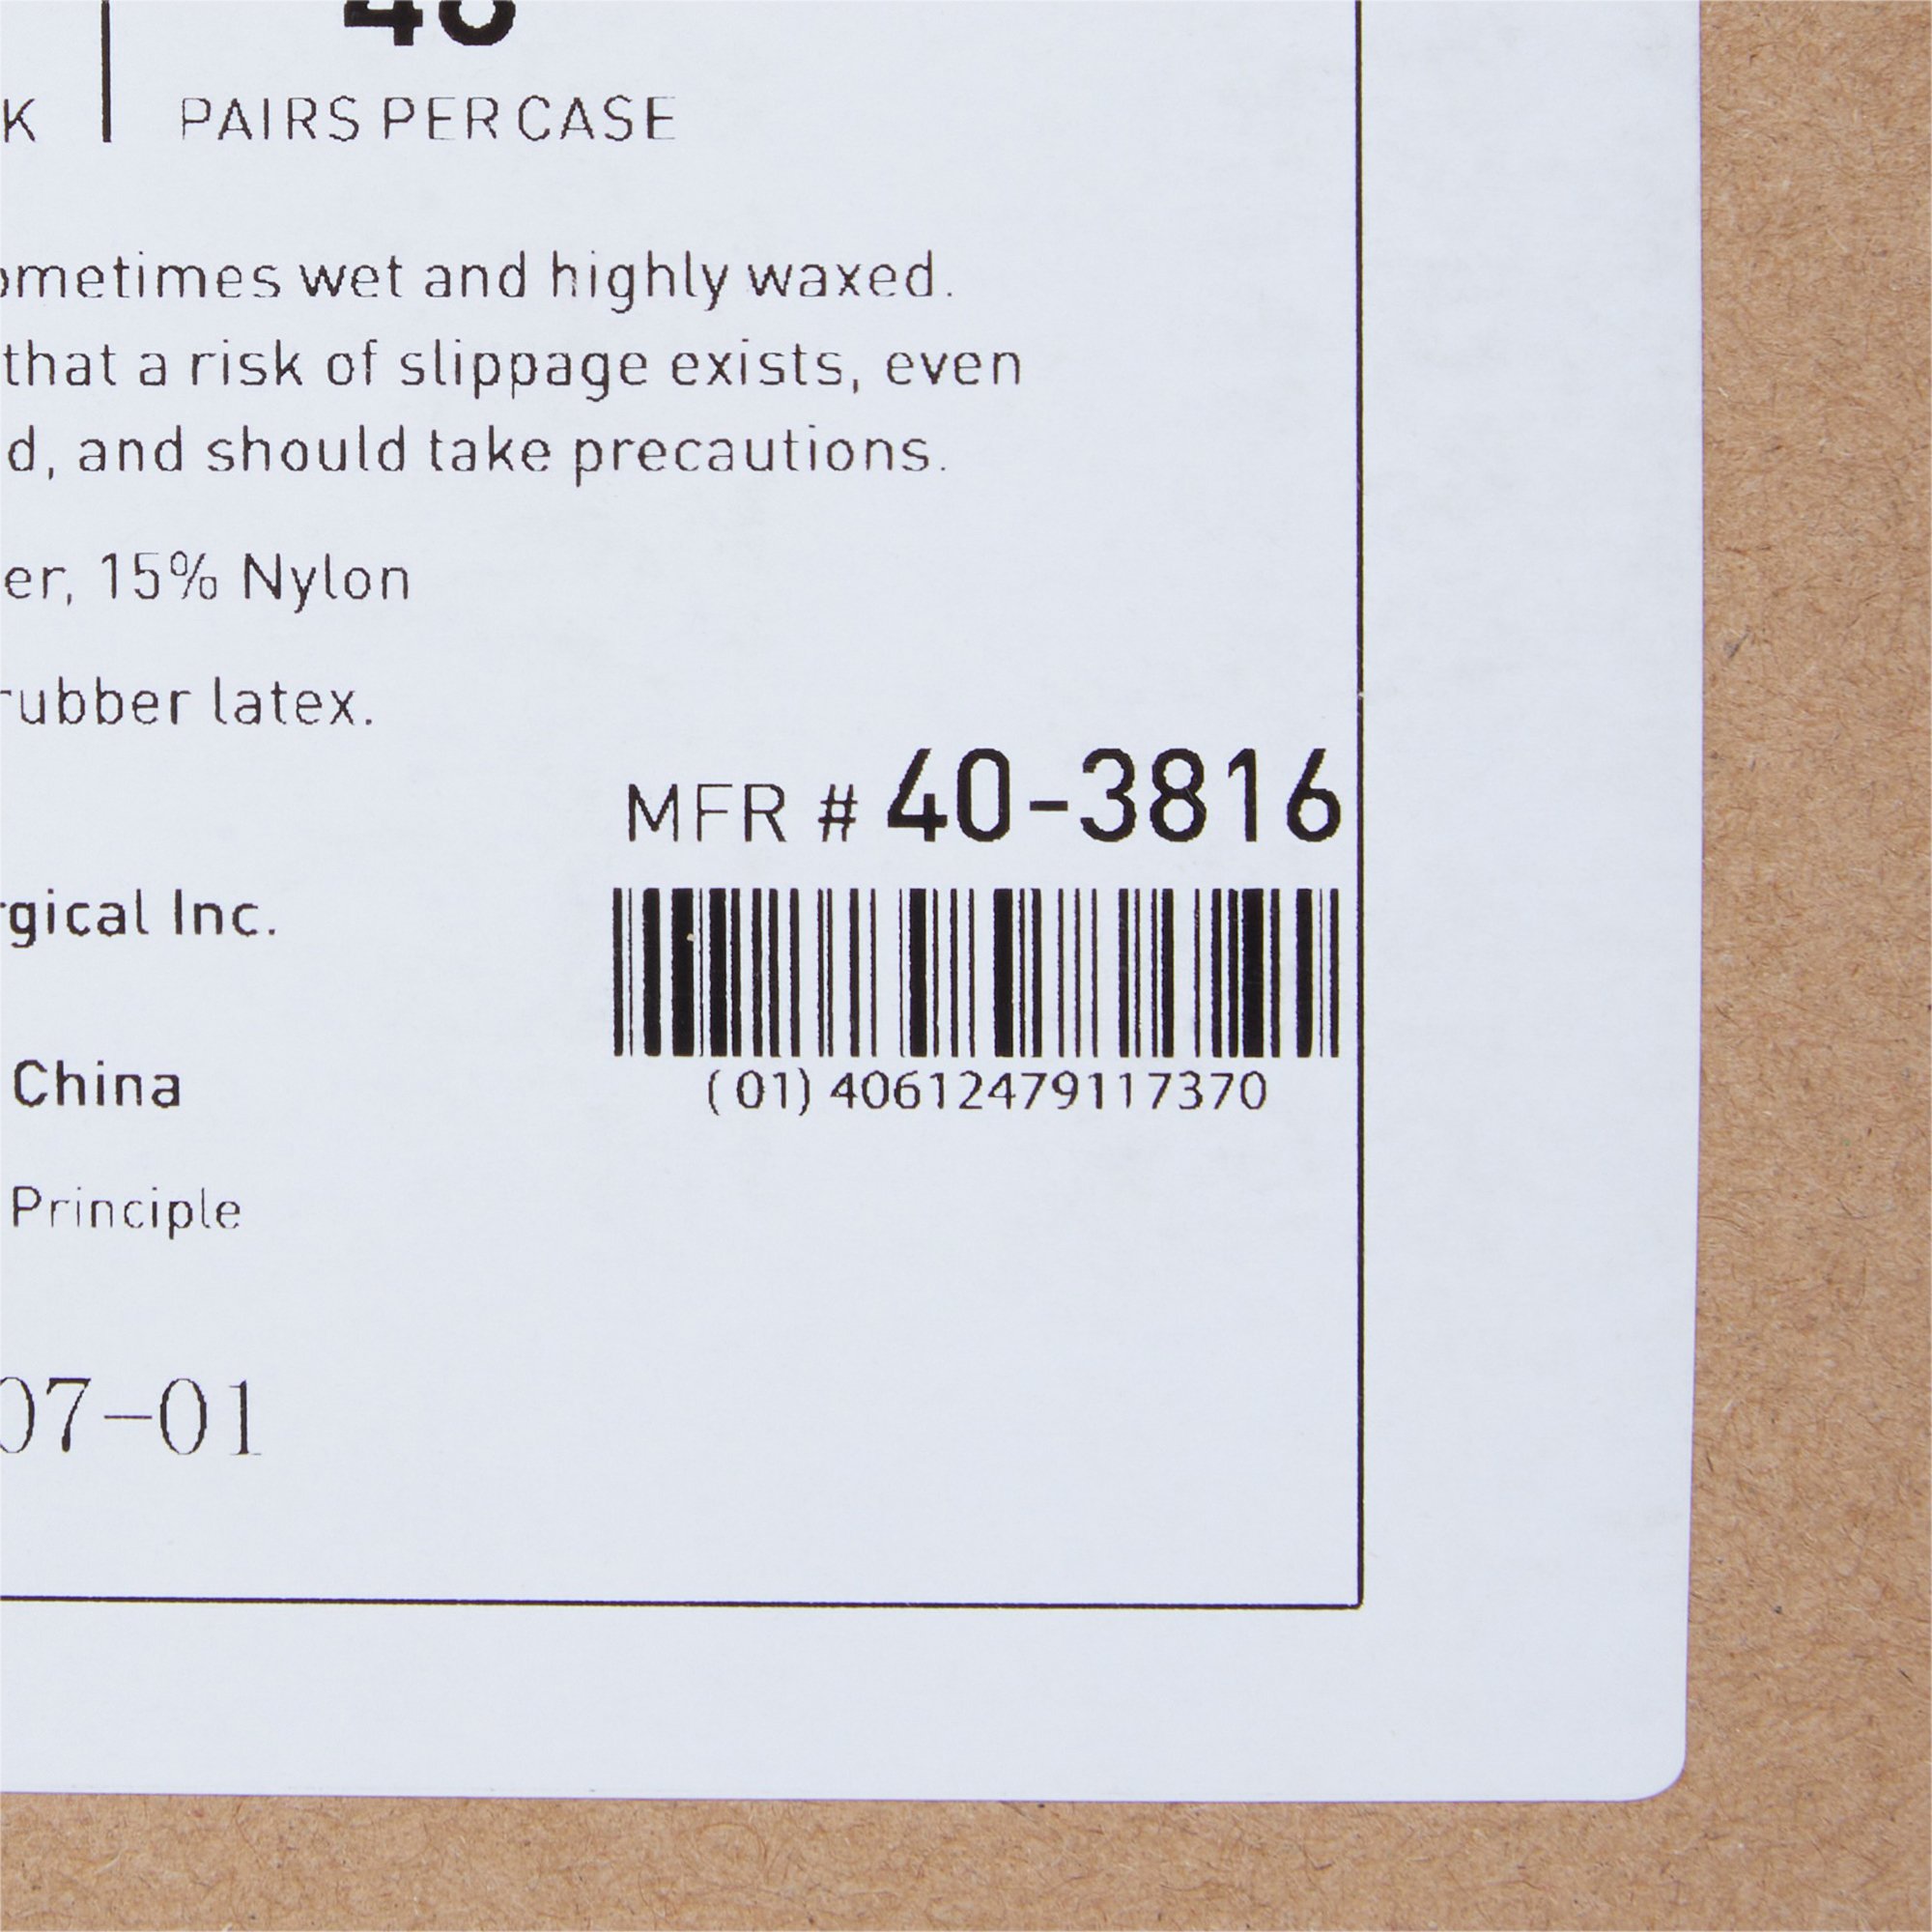 K
PAIRS PER CASE
ometimes wet and highly waxed.
that a risk of slippage exists, even
d, and should take precautions.
er, 15% Nylon
rubber latex.
MFR # 40-3816
rgical Inc.
(01) 40612479117370
China
Principle
07-01